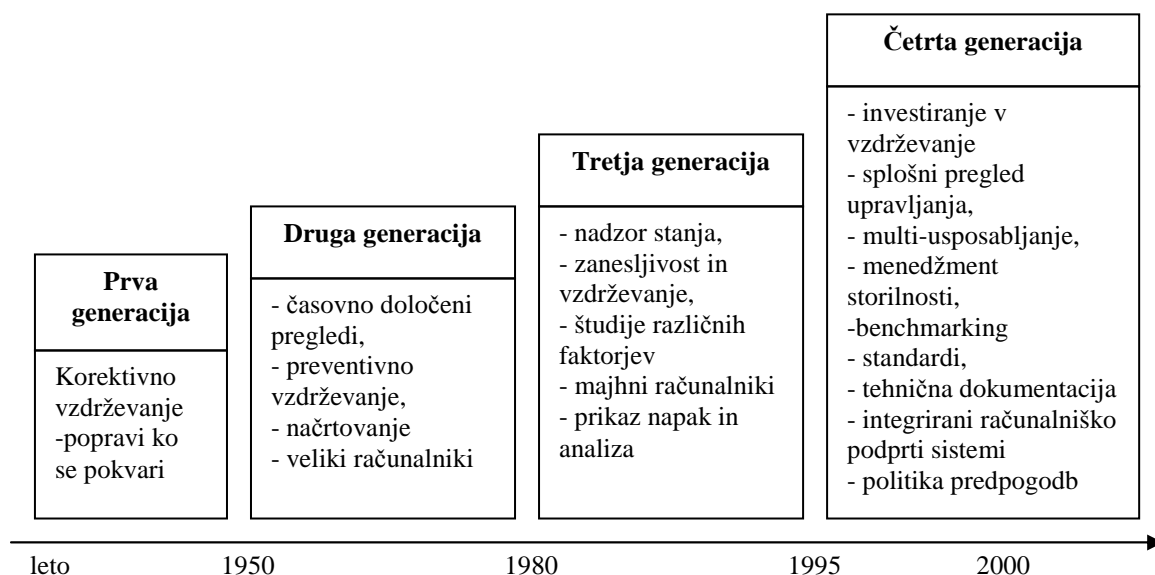 Prva
generacija
Korektivno
vzdrževanje
-popravi ko
se pokvari
Druga generacija
- časovno določeni
pregledi,
- preventivno
vzdrževanje,
- načrtovanje
- veliki računalniki
Tretja generacija
- nadzor stanja,
- zanesljivost in
vzdrževanje,
- študije različnih
faktorjev
- majhni računalniki
- prikaz napak in
analiza
Četrta generacija
- investiranje v
vzdrževanje
- splošni pregled
upravljanja,
- multi-usposabljanje,
- menedžment
storilnosti,
-benchmarking
- standardi,
- tehnična dokumentacija
- integrirani računalniško
podprti sistemi
- politika predpogodb
leto 1950 1980 1995 2000